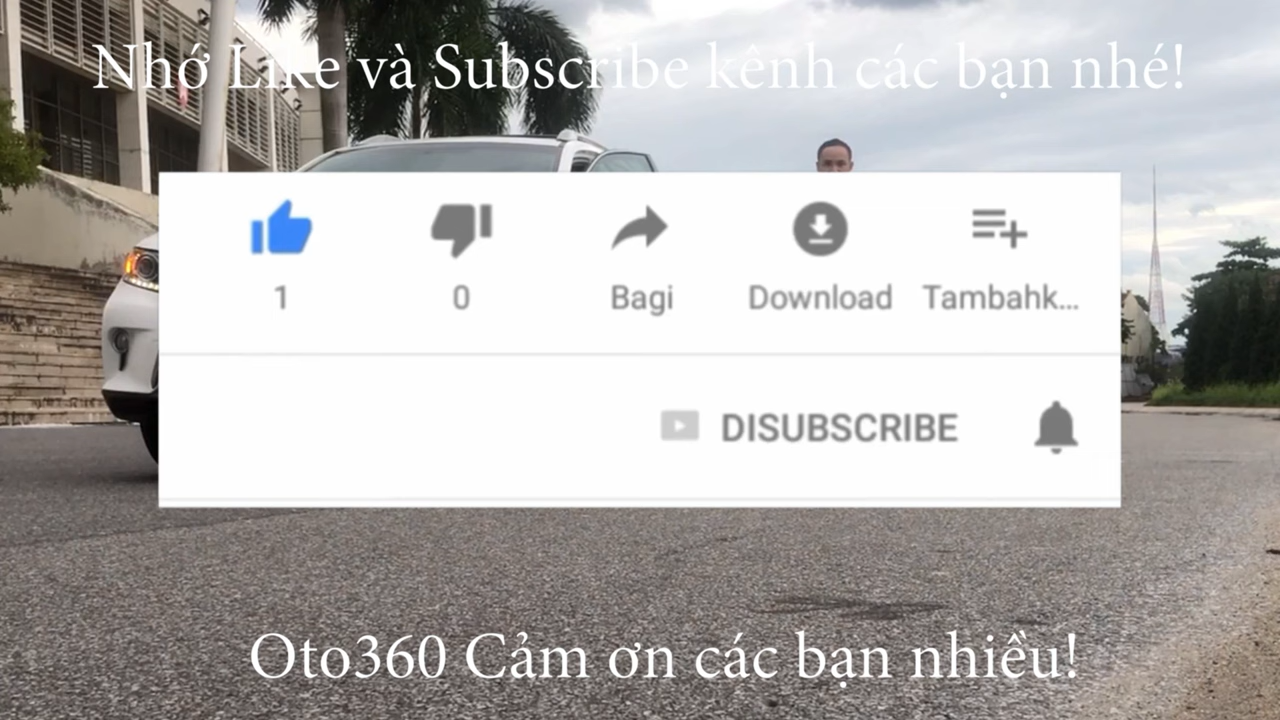 Nhớ Like và Subscribe kênh các bạn nhé!
1 0 Bagi Download Tambahk...
DISUBSCRIBE
Oto360 Cảm ơn các bạn nhiều!